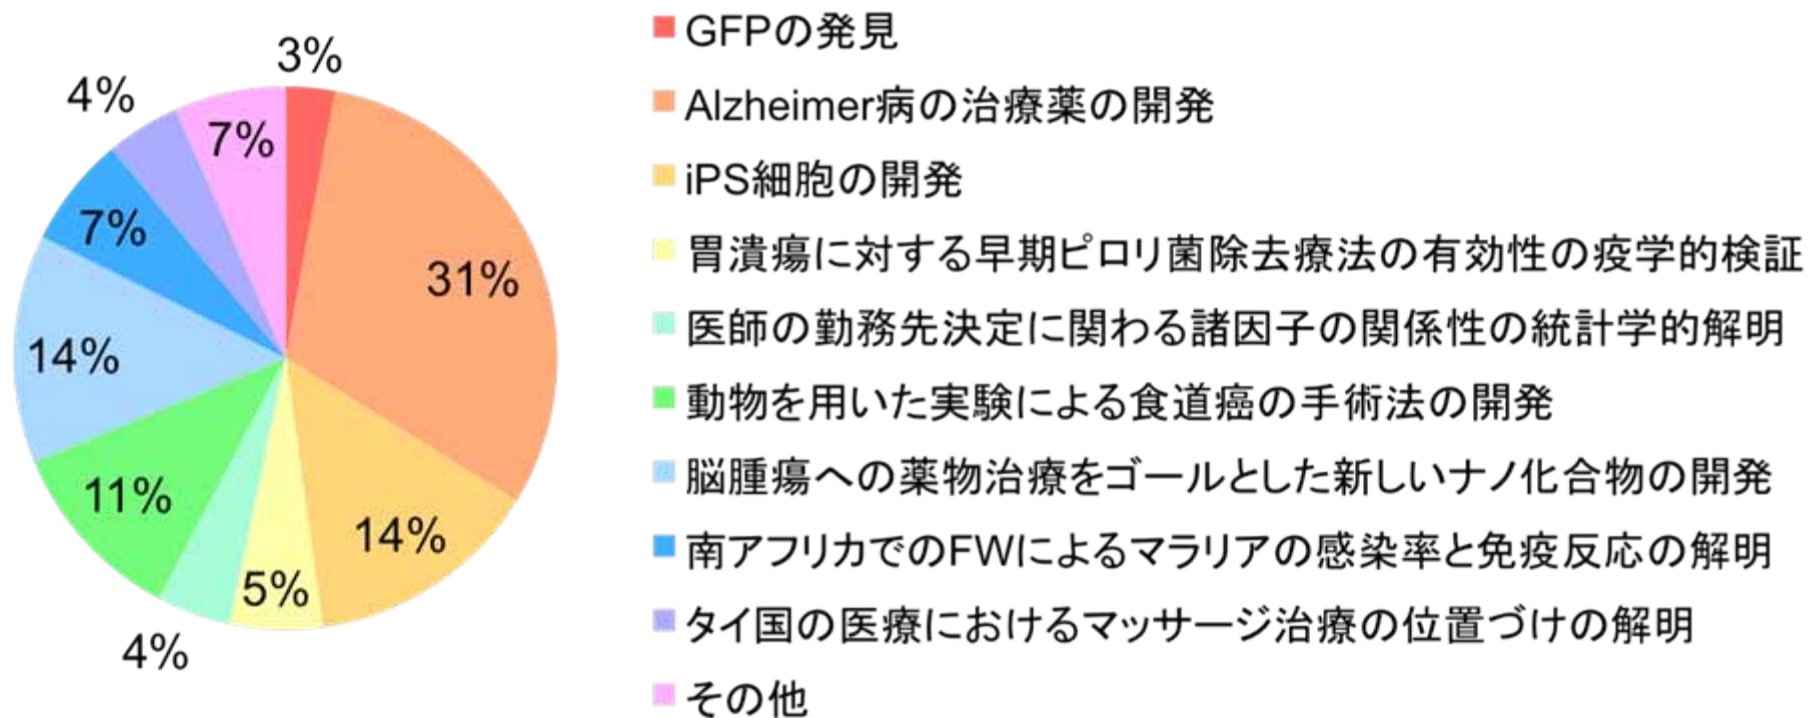 3%
31%
14%
5%
4%
11%
14%
7%
4%
7%
GFPの発見
Alzheimer病の治療薬の開発
iPS細胞の開発
胃潰瘍に対する早期ピロリ菌除去療法の有効性の疫学的検証
医師の勤務先決定に関わる諸因子の関係性の統計学的解明
動物を用いた実験による食道癌の手術法の開発
脳腫瘍への薬物治療をゴールとした新しいナノ化合物の開発
南アフリカでのFWによるマラリアの感染率と免疫反応の解明
タイ国の医療におけるマッサージ治療の位置づけの解明
その他